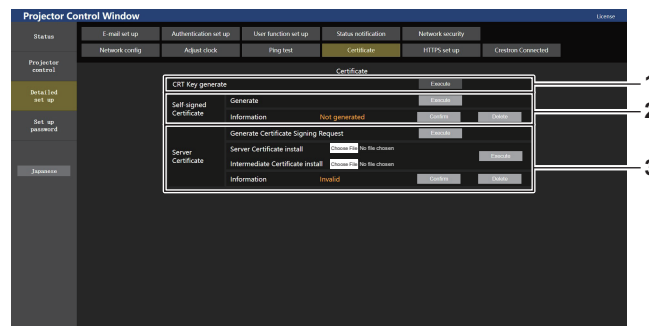 Projector Control Window
License
Status
E-mail set up
Authentication set up
User function set up
Status notification
Network security
Network config
Adjust clock
Ping test
Certificate
HTTPS set up
Crestron Connected
Projector
control
Detailed
set up
Set up
password
Japanese
Certificate
CRT Key generate
Execute
1
Self-signed
Certificate
Generate
Execute
Information
Not generated
Confirm
Delete
2
Server
Certificate
Generate Certificate Signing
Request
Execute
Server Certificate install
Choose File No file chosen
Intermediate Certificate install
Choose File No file chosen
Execute
Information
Invalid
Confirm
Delete
3